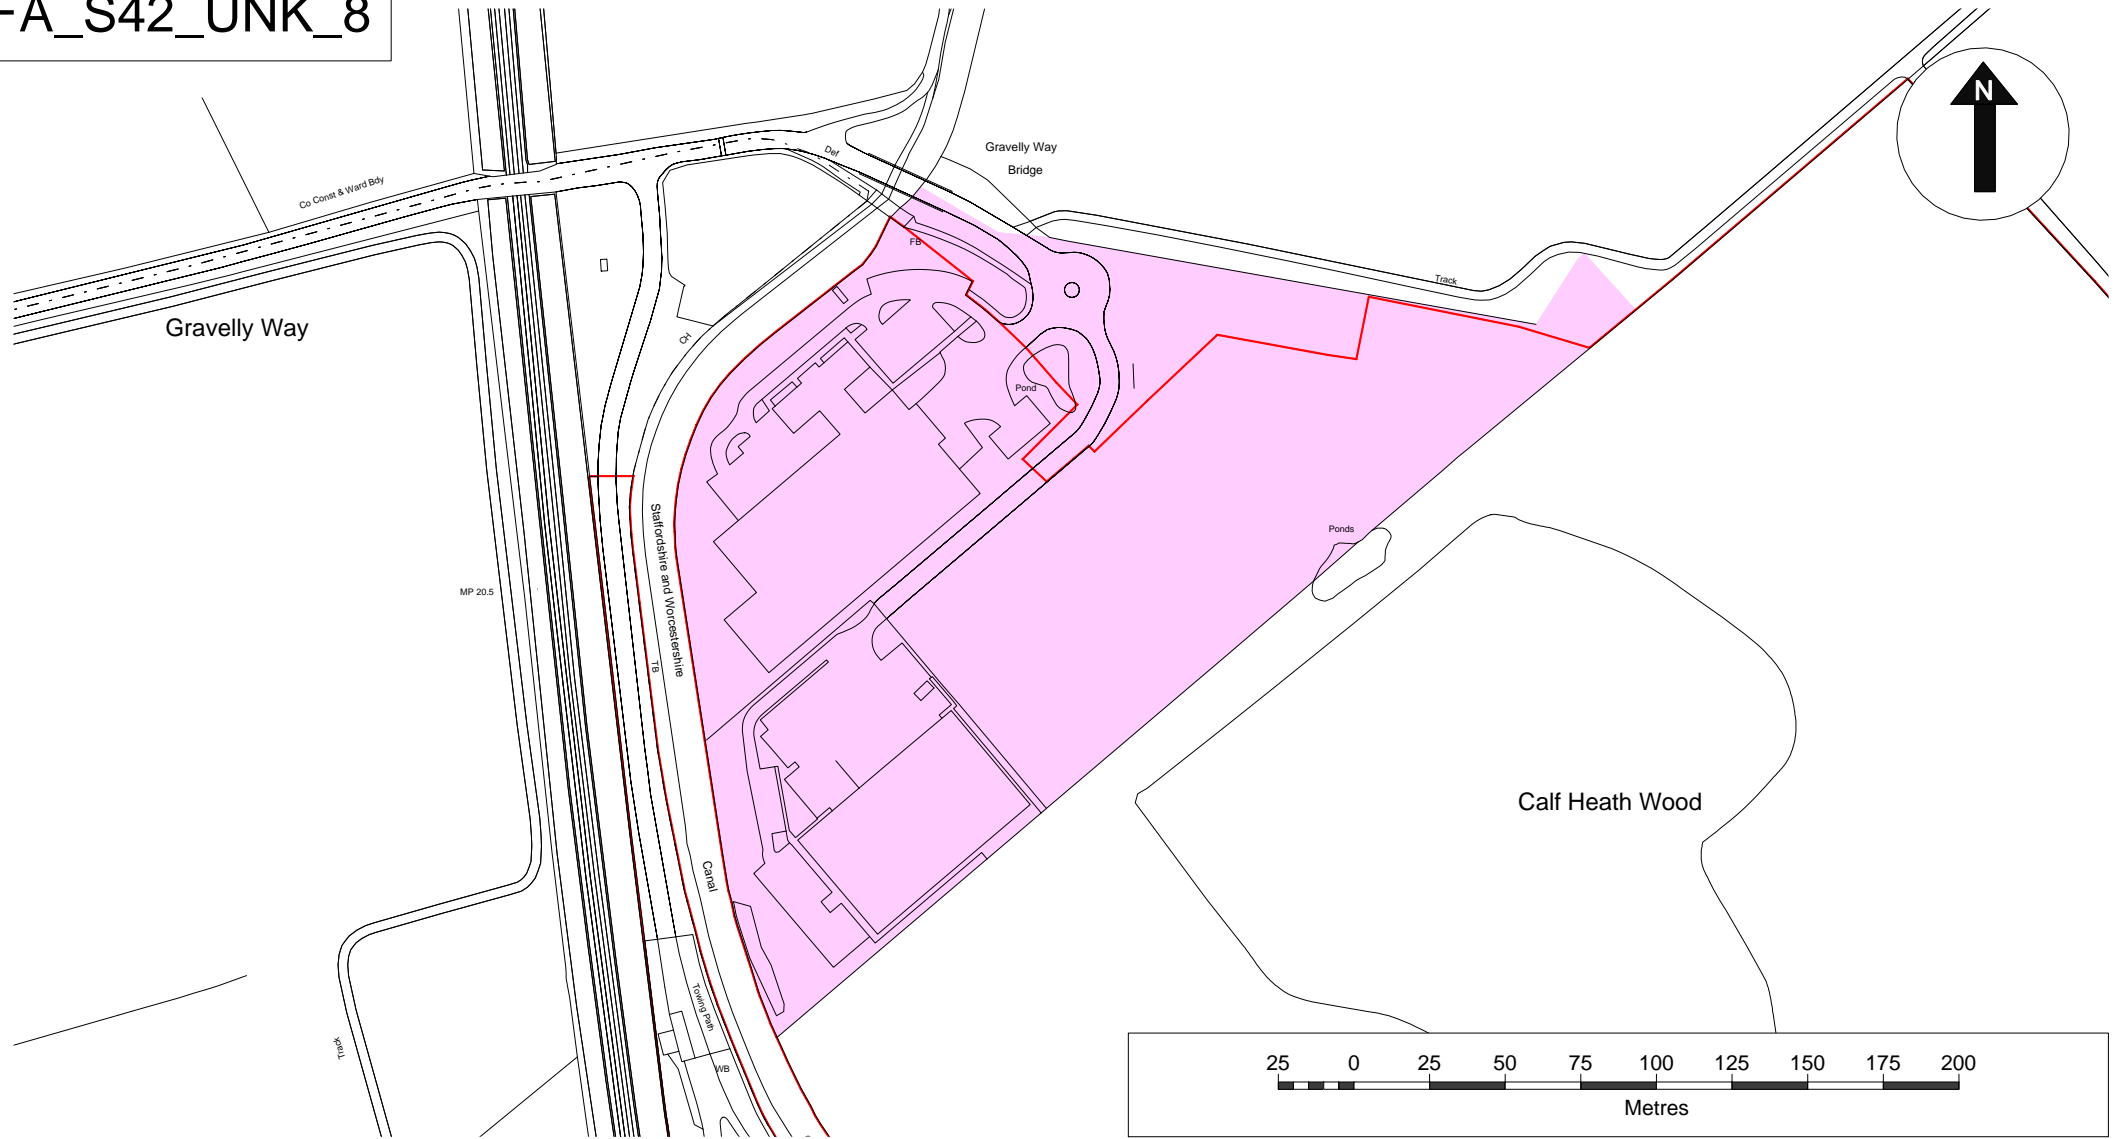 A_S42_UNK_8
N
Gravelly Way
Bridge
Def
Co Const & Ward Bdy
FB
Track
Gravelly Way
CH
Pond
Staffordshire and Worcestershire
Ponds
MP 20.5
TB
Calf Heath Wood
Canal
Towing Path
Track
WB
25 0 25 50 75 100 125 150 175 200
Metres